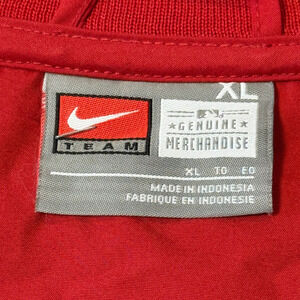 XL
GENUINE
MERCHANDISE
TEAM
XL TG EG
MADE IN INDONESIA
FABRIQUE EN INDONESIE